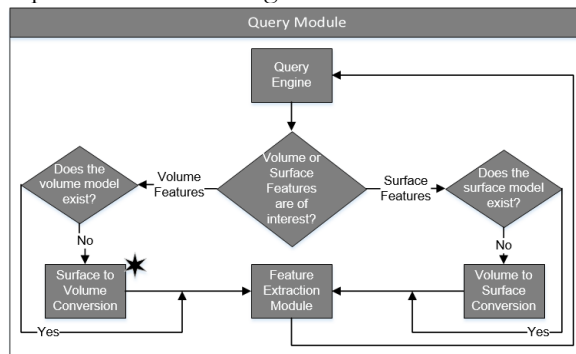 Query Module
Query
Engine
Volume or
Surface
Features
are of
interest?
Does the
volume model
exist?
Volume
Features
Surface
Features
Does the
surface model
exist?
No
No
Surface to
Volume
Conversion
Feature
Extraction
Module
Volume to
Surface
Conversion
Yes
Yes